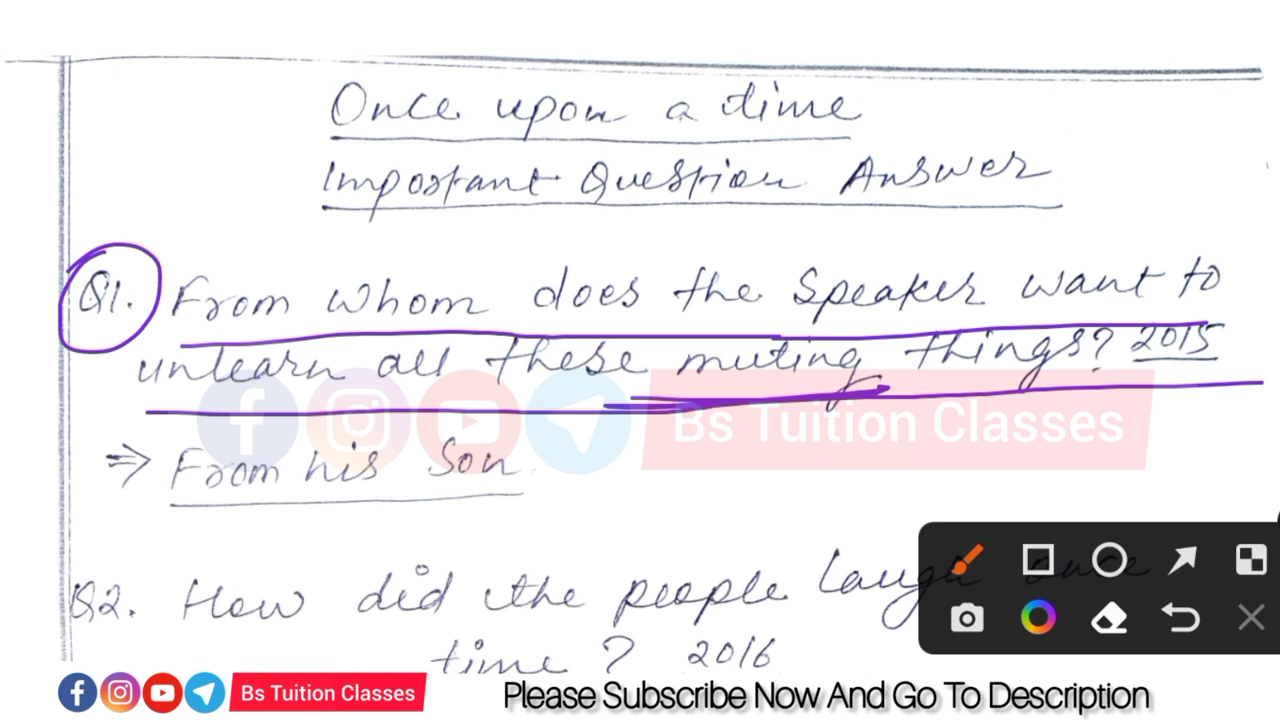 Once upon a time
Important Question Answer
Q1. From whom does the speaker want to
unlearn all these muting things? 2015
Bs Tuition Classes
⇒ From his Son
Q2. How did the people laugh once
time? 2016
Bs Tuition Classes
Please Subscribe Now And Go To Description